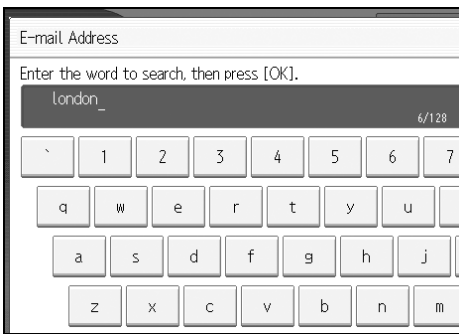 E-mail Address
Enter the word to search, then press [OK].
london_
6/128
` 1 2 3 4 5 6 7
q w e r t y u
a s d f g h j
z x c v b n m